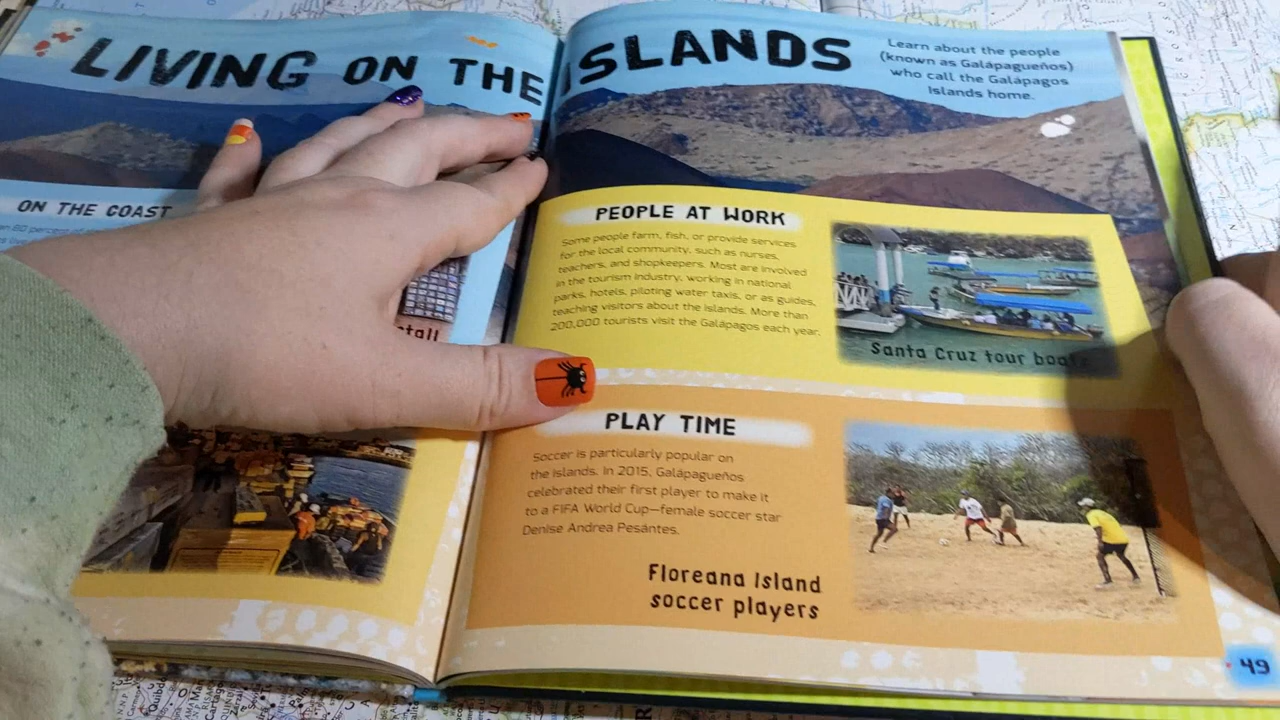 LIVING ON THE ISLANDS
Learn about the people
(known as Galápagueños)
who call the Galápagos
Islands home.
ON THE COAST
60 percent of
PEOPLE AT WORK
Some people farm, fish, or provide services
for the local community, such as nurses,
teachers, and shopkeepers. Most are involved
in the tourism industry, working in national
parks, hotels, piloting water taxis, or as guides,
teaching visitors about the islands. More than
200,000 tourists visit the Galápagos each year.
Santa Cruz tour boats
PLAY TIME
Soccer is particularly popular on
the islands. In 2015, Galápagueños
celebrated their first player to make it
to a FIFA World Cup—female soccer star
Denise Andrea Pesántes.
Floreana Island
soccer players
49